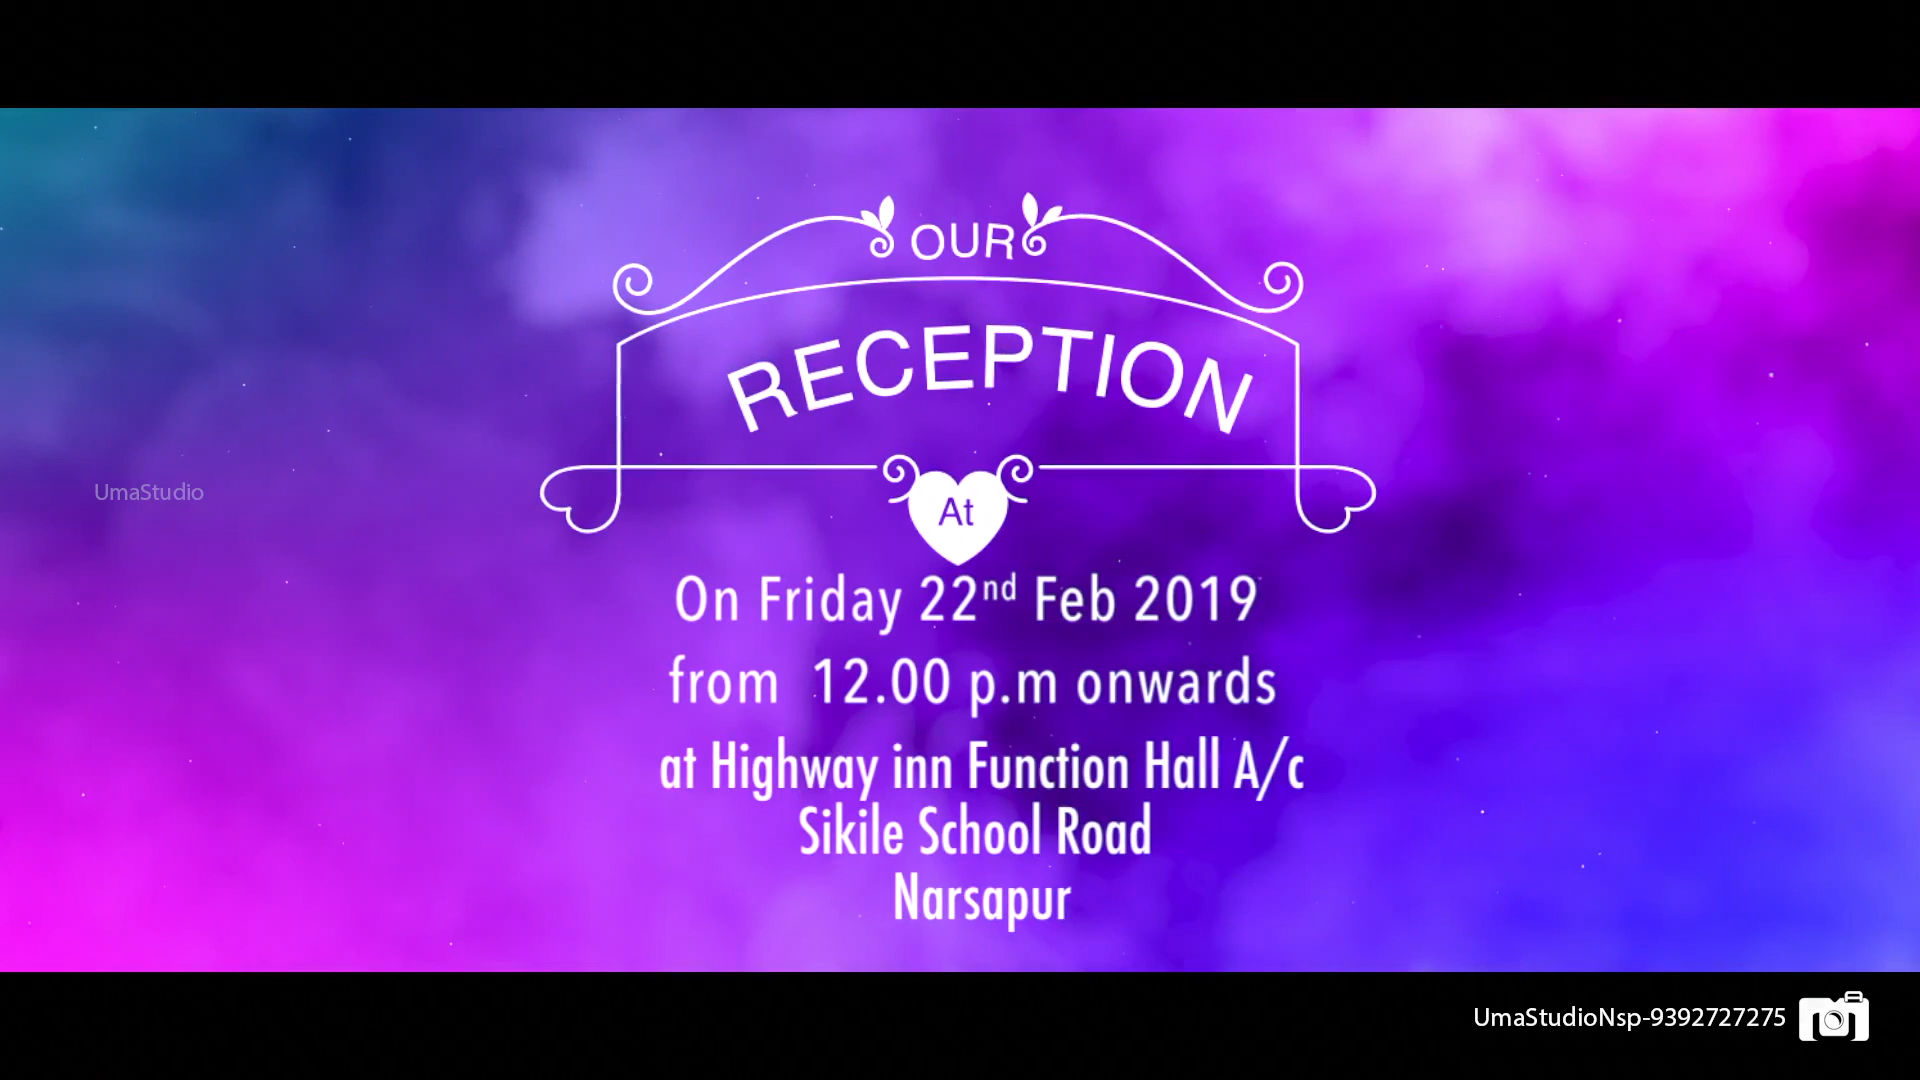 OUR
RECEPTION
At
On Friday 22nd Feb 2019
from 12.00 p.m onwards
at Highway inn Function Hall A/c
Sikile School Road
Narsapur
UmaStudio
UmaStudioNsp-9392727275